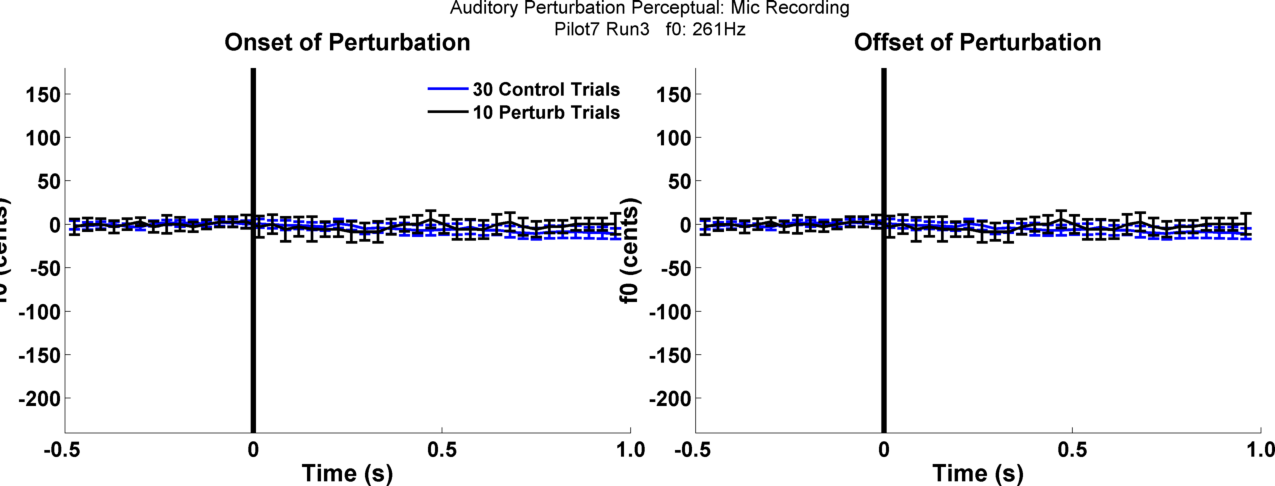 Auditory Perturbation Perceptual: Mic Recording
Pilot7 Run3 f0: 261Hz
Onset of Perturbation
30 Control Trials
10 Perturb Trials
150
100
50
0
-50
-100
-150
-200
f0 (cents)
-0.5
0
0.5
1.0
Time (s)
Offset of Perturbation
150
100
50
0
-50
-100
-150
-200
f0 (cents)
-0.5
0
0.5
1.0
Time (s)